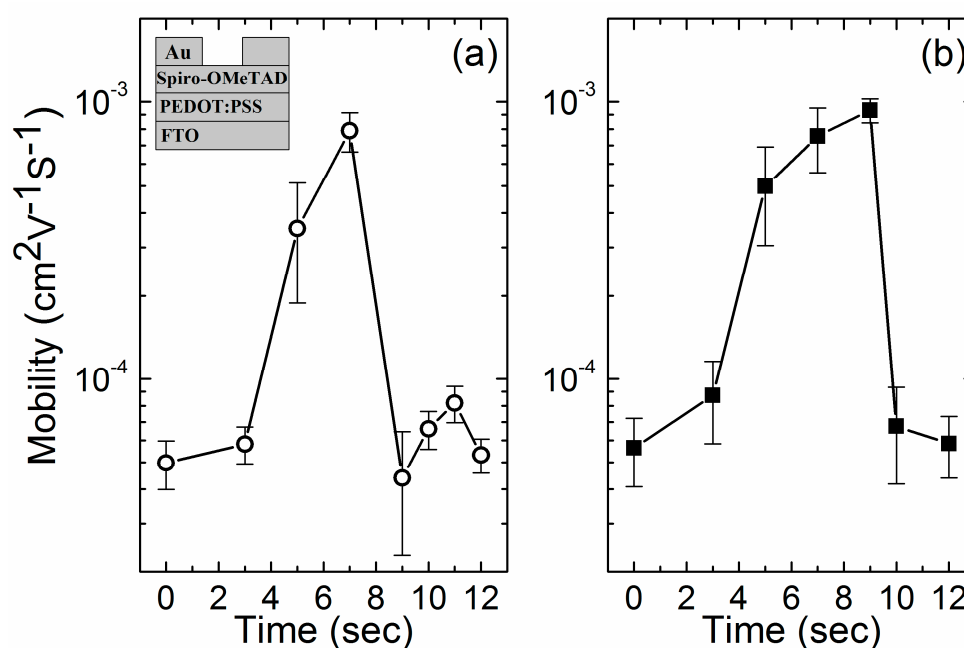 (a)
Au
Spiro-OMeTAD
PEDOT:PSS
FTO
10⁻³
10⁻⁴
Mobility (cm²V⁻¹S⁻¹)
0 2 4 6 8 10 12
Time (sec)
(b)
10⁻³
10⁻⁴
0 2 4 6 8 10 12
Time (sec)